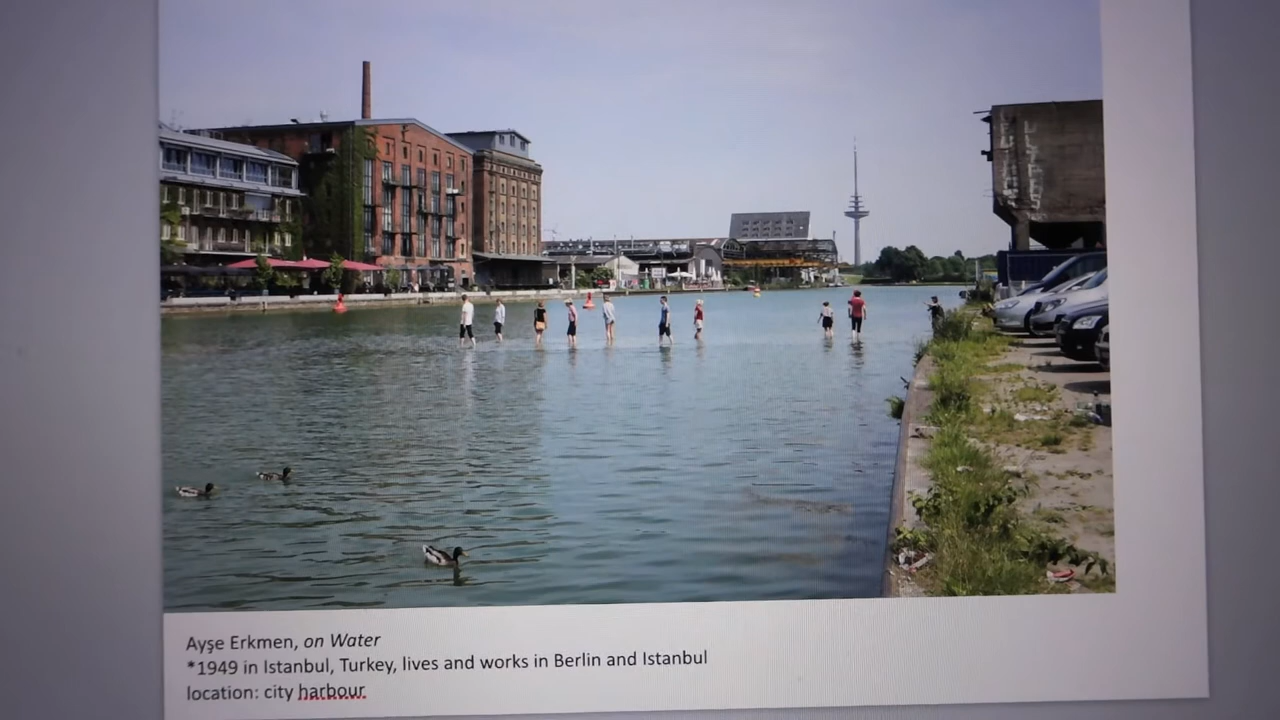 Ayşe Erkmen, on Water
*1949 in Istanbul, Turkey, lives and works in Berlin and Istanbul
location: city harbour